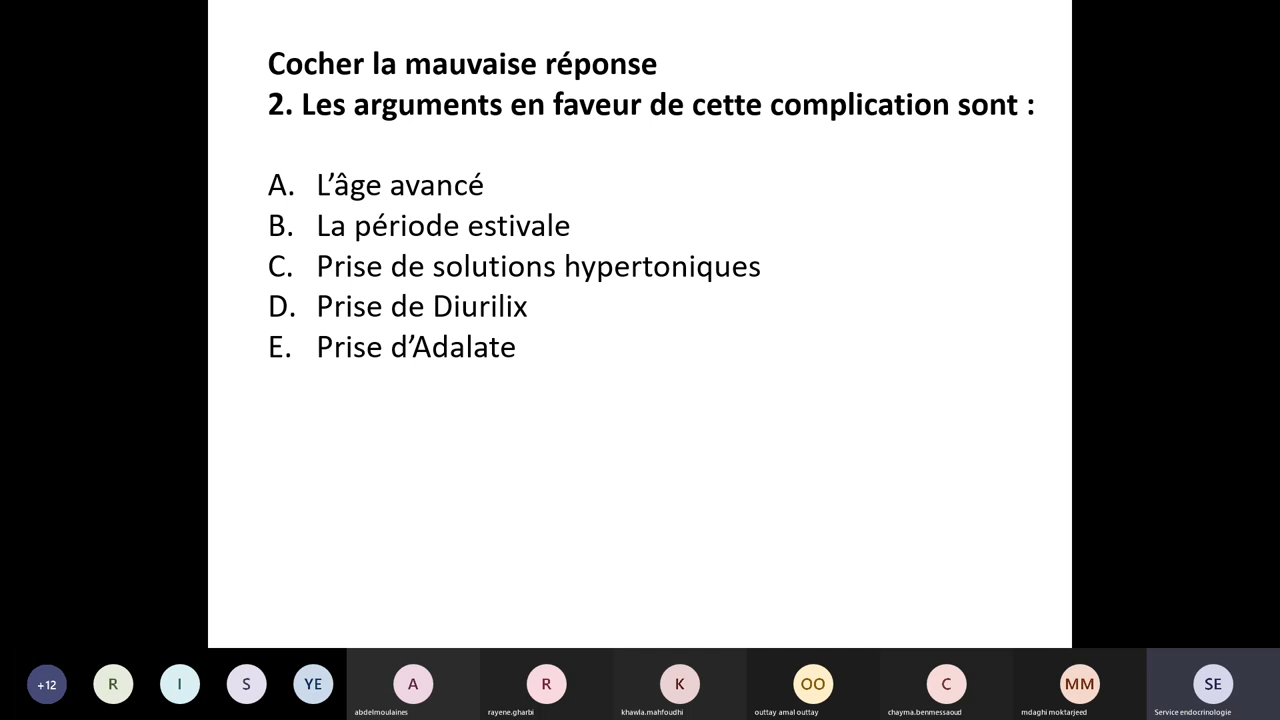 Cocher la mauvaise réponse
2. Les arguments en faveur de cette complication sont :
A. L’âge avancé
B. La période estivale
C. Prise de solutions hypertoniques
D. Prise de Diurilix
E. Prise d’Adalate
+12
R
I
S
YE
A
R
K
OO
C
MM
SE
abdelmoulaines
rayene.gharbi
khawla.mahfoudhi
outtay amal outtay
chayma.benmessaoud
mdaghi moktarjeed
Service endocrinologie